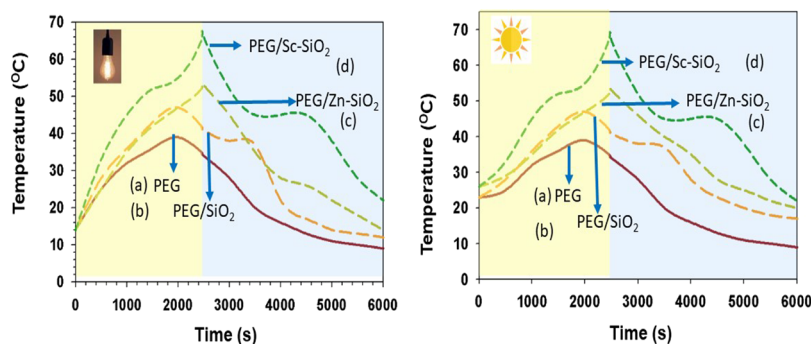 70
60
50
40
30
20
10
0
Temperature (ᴼC)
0 1000 2000 3000 4000 5000 6000
Time (s)
PEG/Sc-SiO₂
(d)
PEG/Zn-SiO₂
(c)
(a) PEG
(b)
PEG/SiO₂
70
60
50
40
30
20
10
0
Temperature (ᴼC)
0 1000 2000 3000 4000 5000 6000
Time (s)
PEG/Sc-SiO₂ (d)
PEG/Zn-SiO₂
(c)
(a) PEG
PEG/SiO₂
(b)